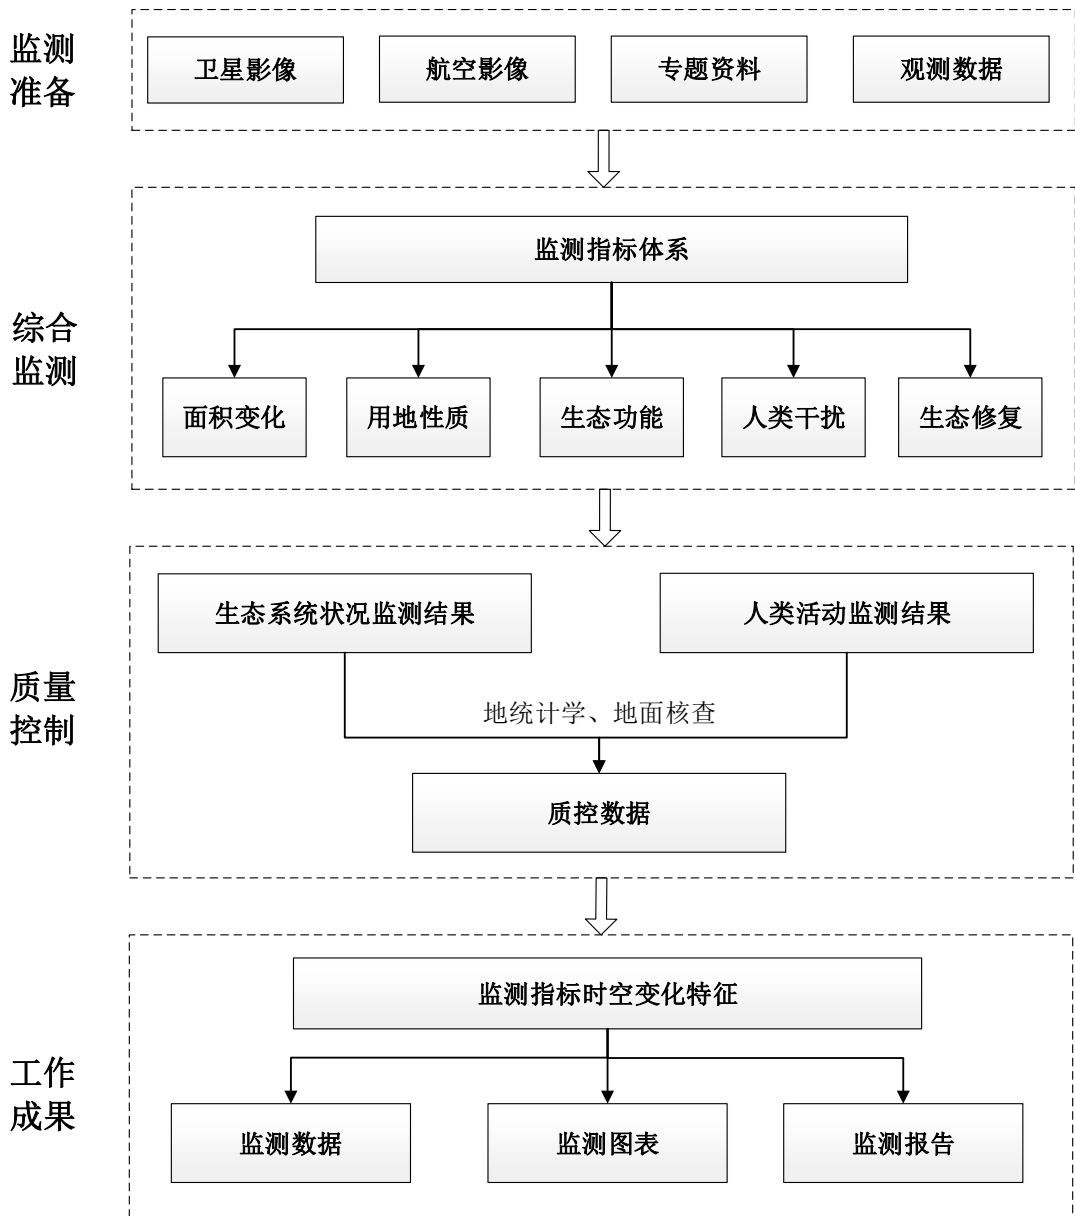 监测
准备
卫星影像
航空影像
专题资料
观测数据
综合
监测
监测指标体系
面积变化
用地性质
生态功能
人类干扰
生态修复
质量
控制
生态系统状况监测结果
人类活动监测结果
地统计学、地面核查
质控数据
工作
成果
监测指标时空变化特征
监测数据
监测图表
监测报告